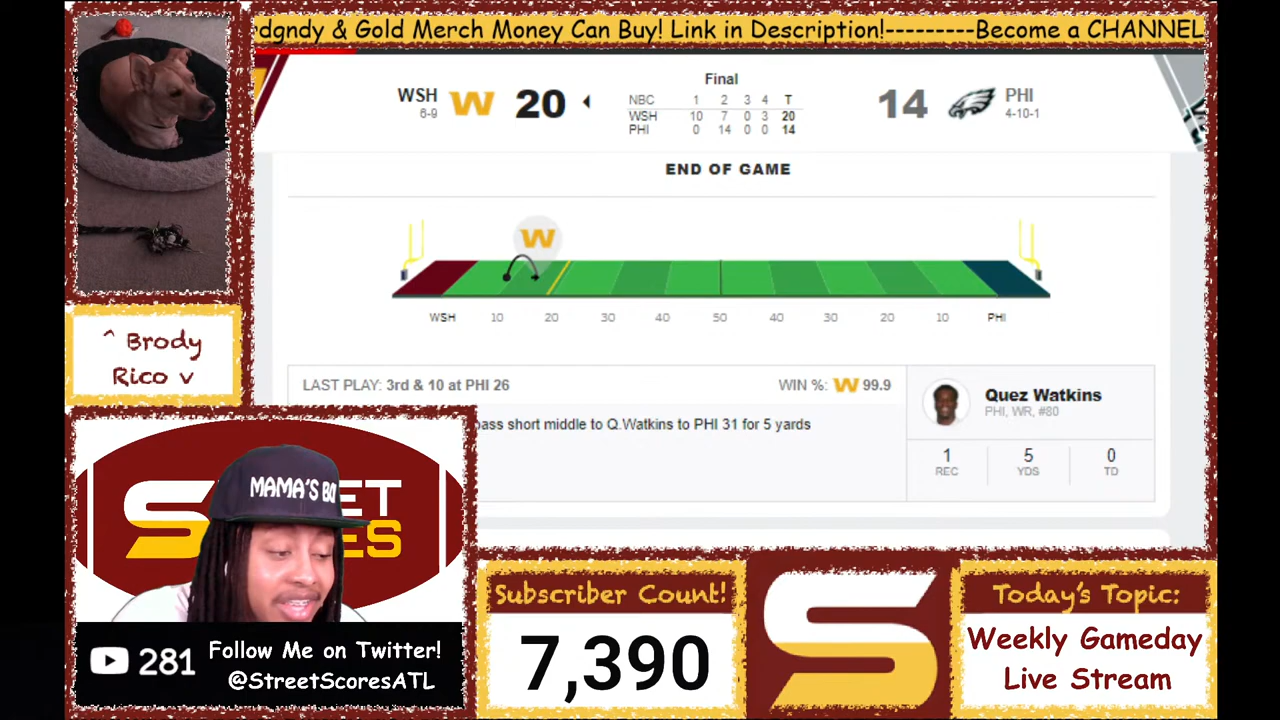 dgndy & Gold Merch Money Can Buy! Link in Description!---------Become a CHANNEL
Final
WSH
6-9
W
20
NBC 1 2 3 4 T
WSH 10 7 0 3 20
PHI 0 14 0 0 14
14
PHI
4-10-1
END OF GAME
W
WSH 10 20 30 40 50 40 30 20 10 PHI
LAST PLAY: 3rd & 10 at PHI 26
WIN %: W 99.9
pass short middle to Q.Watkins to PHI 31 for 5 yards
Quez Watkins
PHI, WR, #80
1 5 0
REC YDS TD
^ Brody
Rico v
MAMA'S
S
281
Follow Me on Twitter!
@StreetScoresATL
Subscriber Count!
7,390
S
Today's Topic:
Weekly Gameday
Live Stream